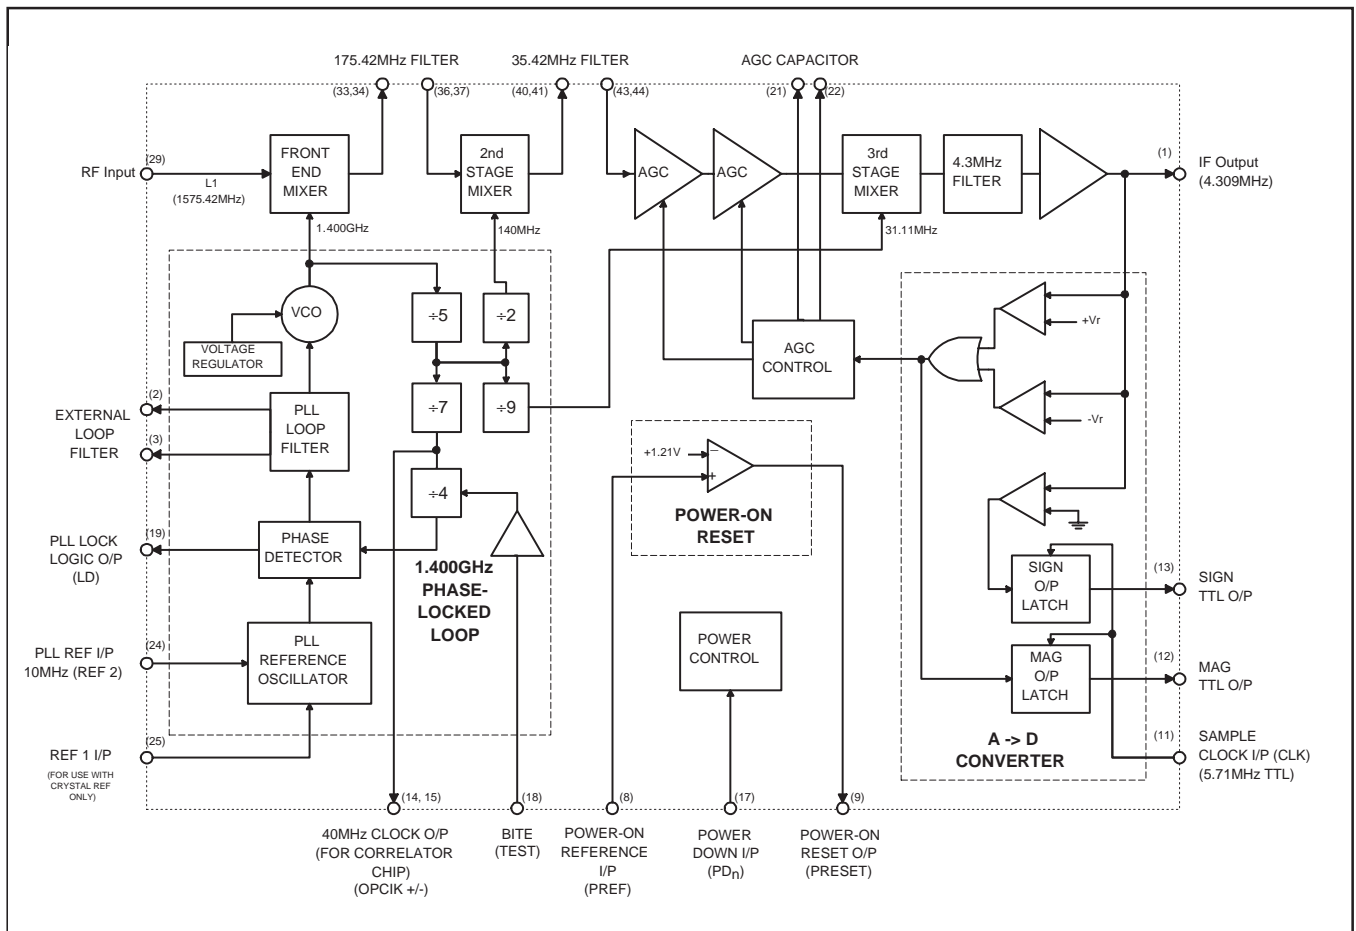 175.42MHz FILTER
35.42MHz FILTER
AGC CAPACITOR
(33,34)
(36,37)
(40,41)
(43,44)
(21)
(22)
RF Input
(29)
L1
(1575.42MHz)
FRONT
END
MIXER
2nd
STAGE
MIXER
AGC
AGC
3rd
STAGE
MIXER
4.3MHz
FILTER
(1)
IF Output
(4.309MHz)
1.400GHz
140MHz
31.11MHz
VCO
÷5
÷2
VOLTAGE
REGULATOR
AGC
CONTROL
+Vr
-Vr
÷7
÷9
EXTERNAL
LOOP
FILTER
(2)
(3)
PLL
LOOP
FILTER
÷4
+1.21V
−
+
POWER-ON
RESET
PLL LOCK
LOGIC O/P
(LD)
(19)
PHASE
DETECTOR
1.400GHz
PHASE-
LOCKED
LOOP
SIGN
O/P
LATCH
(13)
SIGN
TTL O/P
PLL REF I/P
10MHz (REF 2)
(24)
PLL
REFERENCE
OSCILLATOR
POWER
CONTROL
MAG
O/P
LATCH
(12)
MAG
TTL O/P
REF 1 I/P
(FOR USE WITH
CRYSTAL REF
ONLY)
(25)
A -> D
CONVERTER
(11)
SAMPLE
CLOCK I/P (CLK)
(5.71MHz TTL)
(14, 15)
(18)
(8)
(17)
(9)
40MHz CLOCK O/P
(FOR CORRELATOR
CHIP)
(OPCIK +/-)
BITE
(TEST)
POWER-ON
REFERENCE
I/P
(PREF)
POWER
DOWN I/P
(PDn)
POWER-ON
RESET O/P
(PRESET)